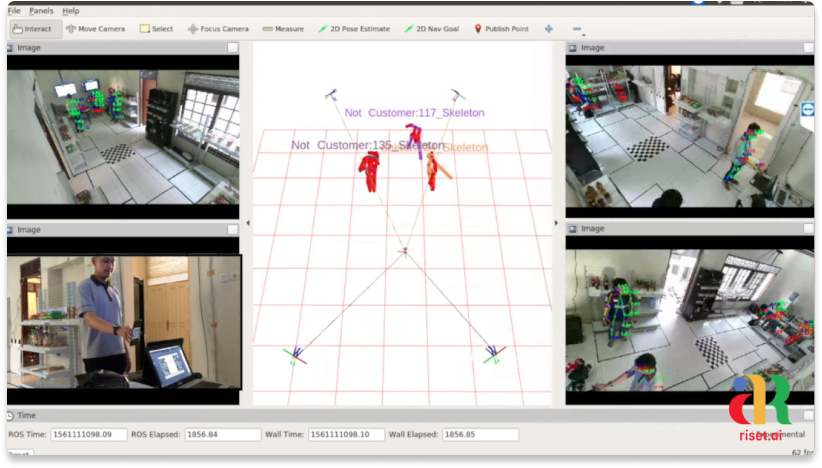 File Panels Help
Interact Move Camera Select Focus Camera Measure 2D Pose Estimate 2D Nav Goal Publish Point
Image
Image
Not Customer:117_Skeleton
Not Customer:135_Skeleton
Skeleton
Image
Image
riset.ai
Time
ROS Time: 1561111098.09 ROS Elapsed: 1856.84 Wall Time: 1561111098.10 Wall Elapsed: 1856.85 Experimental
62 fps